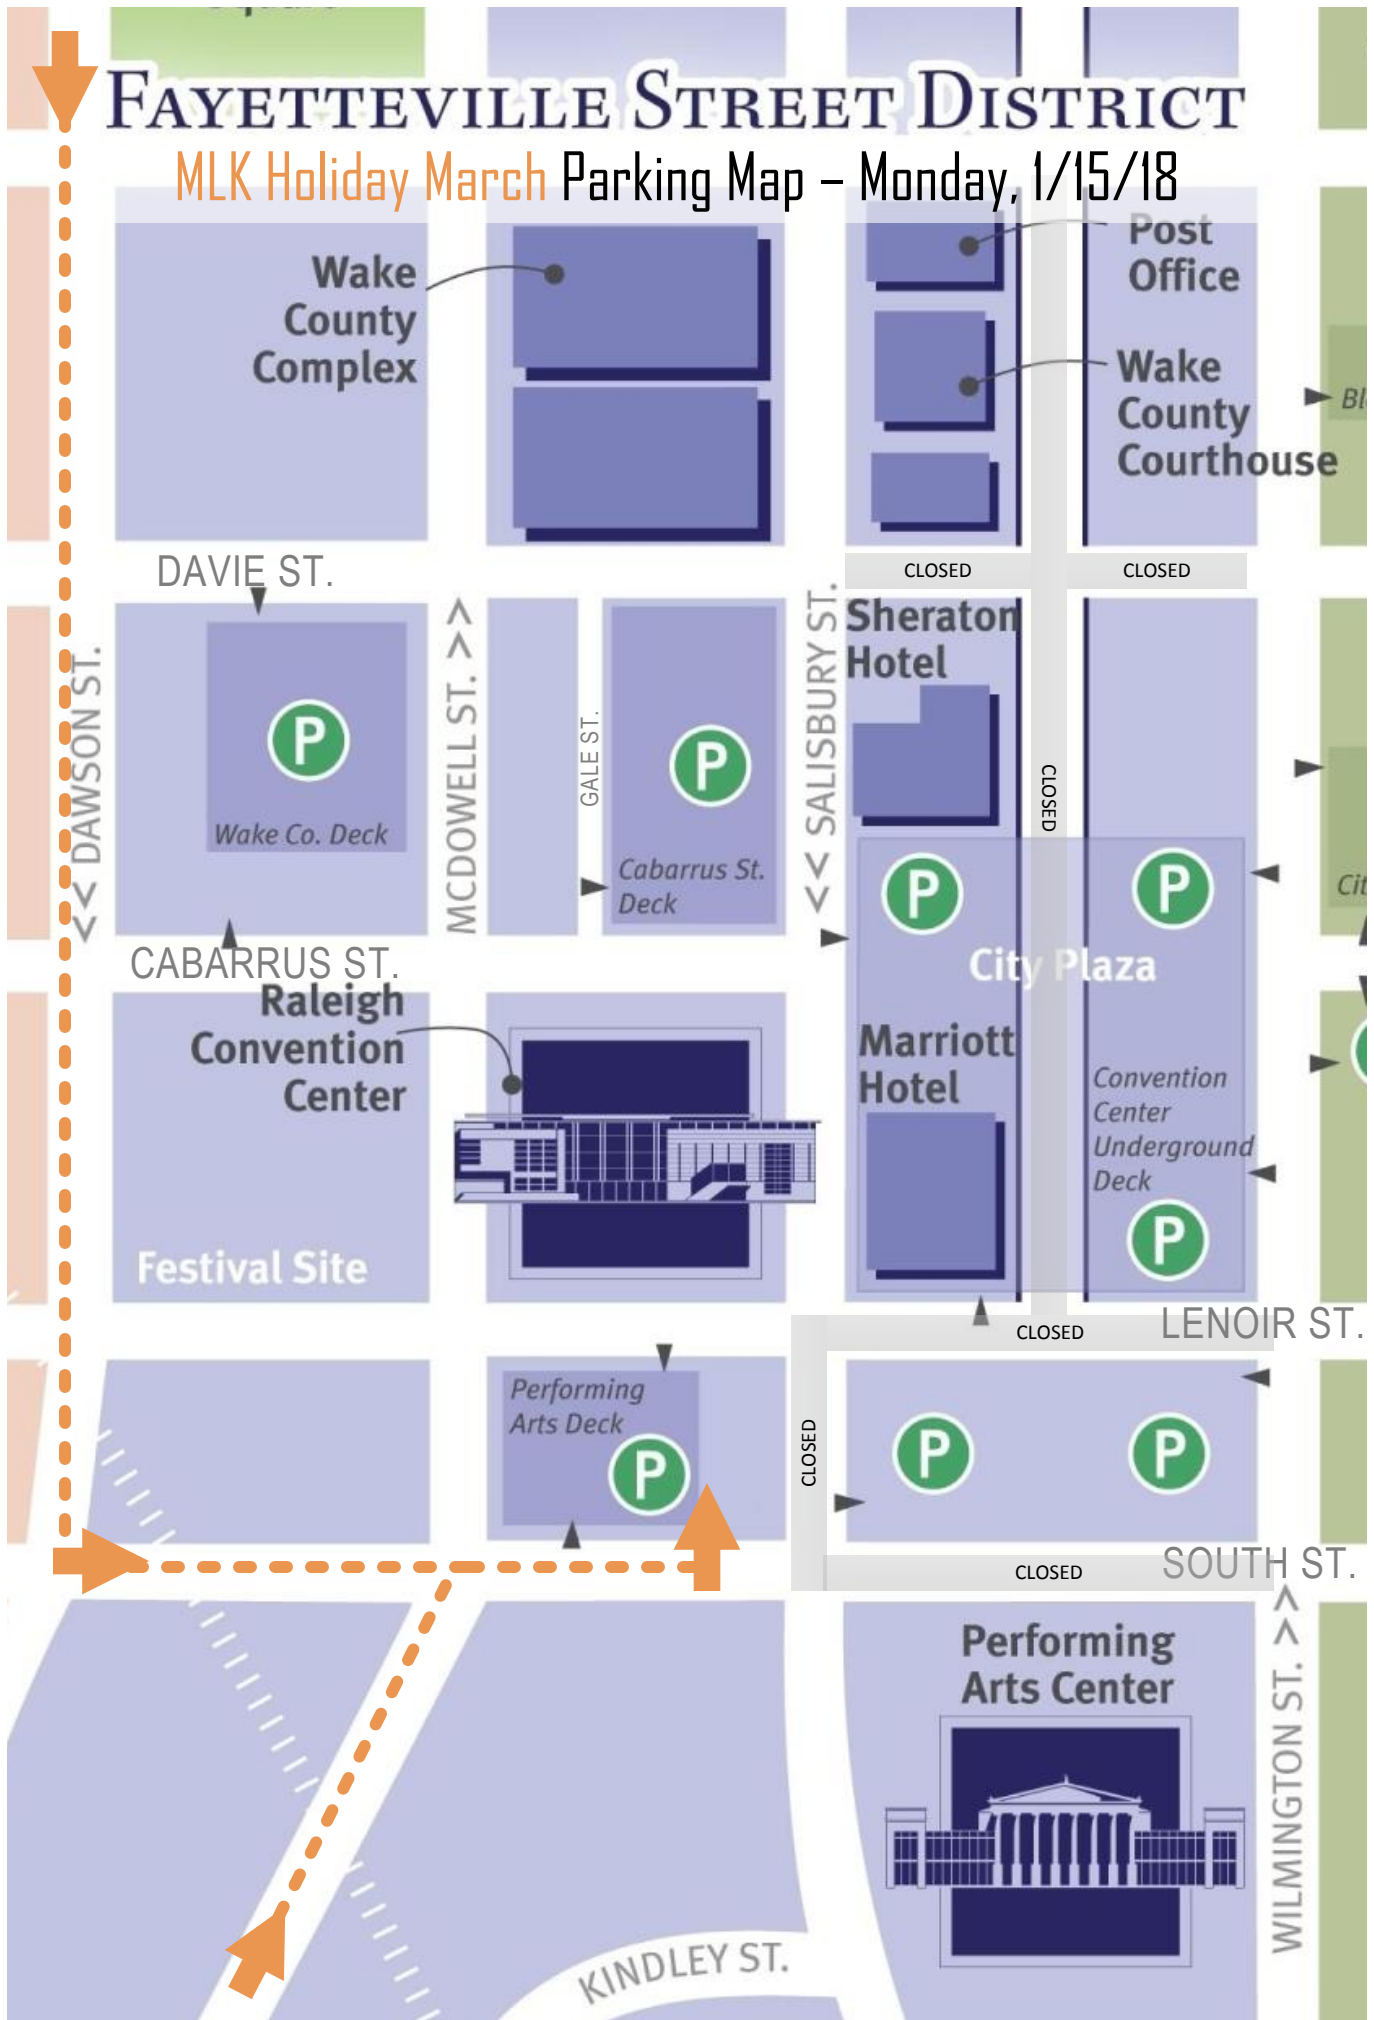 FAYETTEVILLE STREET DISTRICT
MLK Holiday March Parking Map – Monday, 1/15/18
Post
Office
Wake
County
Complex
Wake
County
Courthouse
DAVIE ST.
CLOSED
CLOSED
Sheraton
Hotel
<< DAWSON ST.
MCDOWELL ST. >>
GALE ST.
<< SALISBURY ST.
CLOSED
P
Wake Co. Deck
P
Cabarrus St.
Deck
P
P
CABARRUS ST.
City Plaza
Raleigh
Convention
Center
Marriott
Hotel
Convention
Center
Underground
Deck
P
Festival Site
LENOIR ST.
CLOSED
Performing
Arts Deck
P
CLOSED
P
P
CLOSED
SOUTH ST.
Performing
Arts Center
WILMINGTON ST. >>
KINDLEY ST.